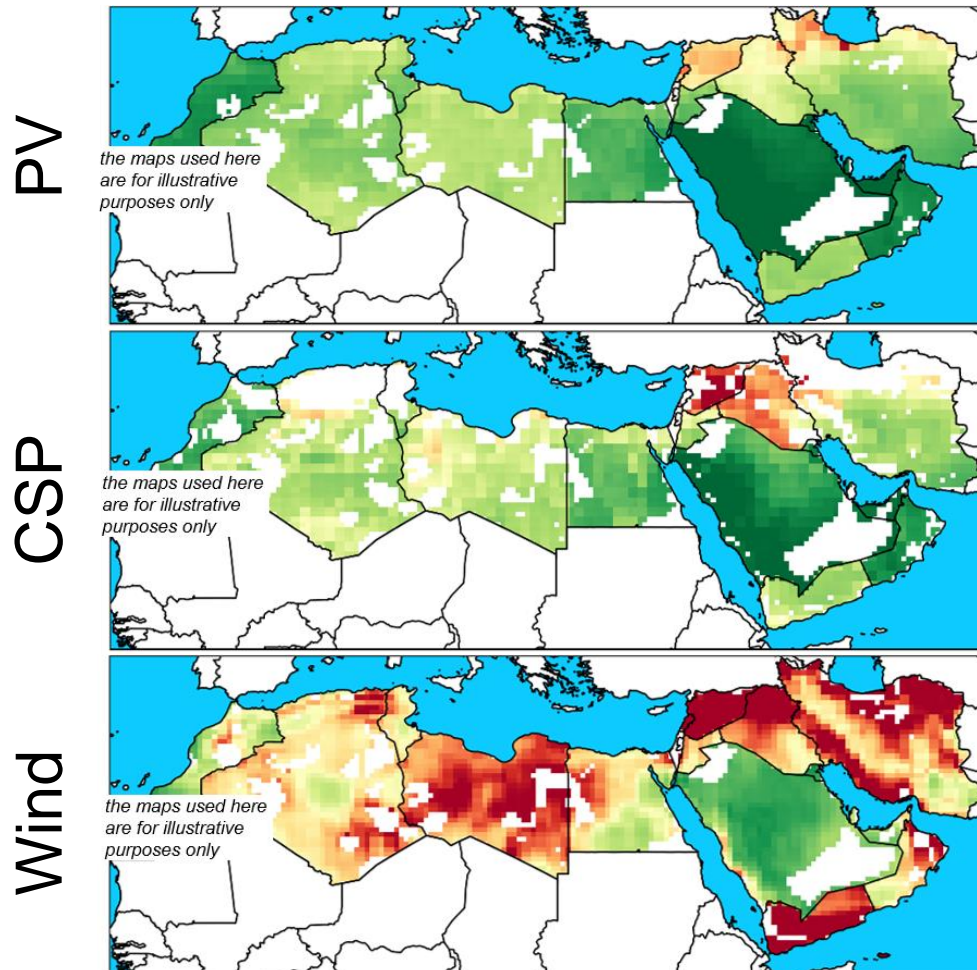 PV
the maps used here
are for illustrative
purposes only
CSP
the maps used here
are for illustrative
purposes only
Wind
the maps used here
are for illustrative
purposes only